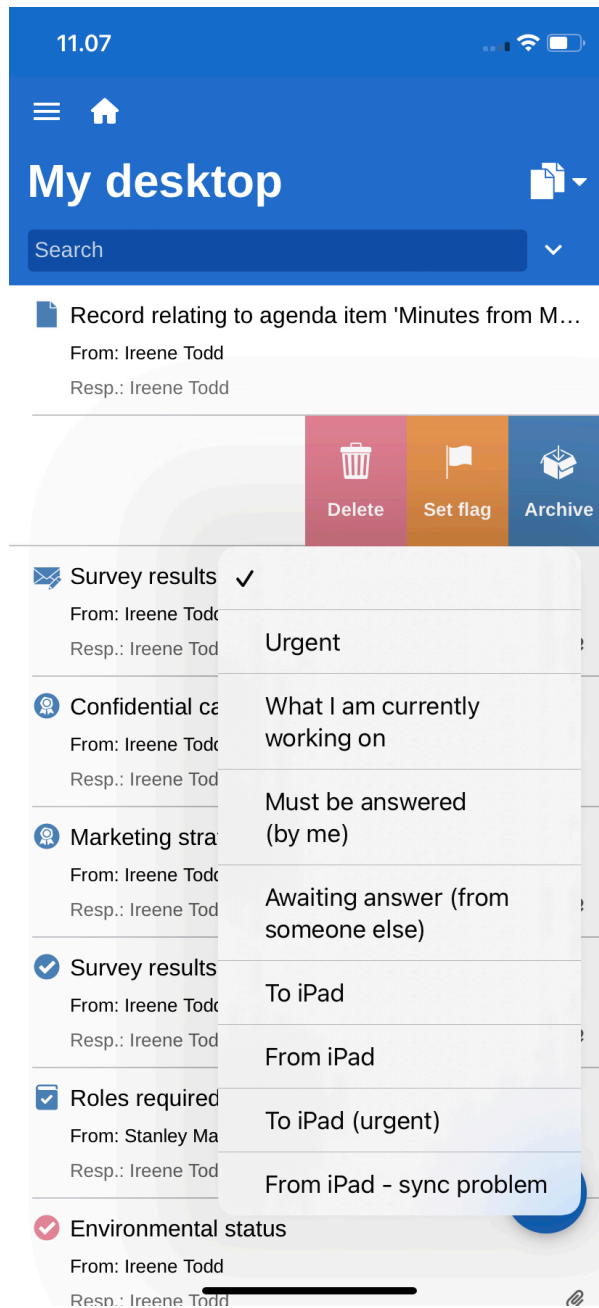 11.07
My desktop
Search
Record relating to agenda item 'Minutes from M...
From: Ireene Todd
Resp.: Ireene Todd
Delete
Set flag
Archive
Survey results
From: Ireene Todd
Resp.: Ireene Tod
Confidential ca
From: Ireene Todd
Resp.: Ireene Tod
Marketing stra
From: Ireene Todd
Resp.: Ireene Tod
Survey results
From: Ireene Todd
Resp.: Ireene Tod
Roles required
From: Stanley Ma
Resp.: Ireene Tod
Environmental status
From: Ireene Todd
Resp.: Ireene Todd
Urgent
What I am currently
working on
Must be answered
(by me)
Awaiting answer (from
someone else)
To iPad
From iPad
To iPad (urgent)
From iPad - sync problem